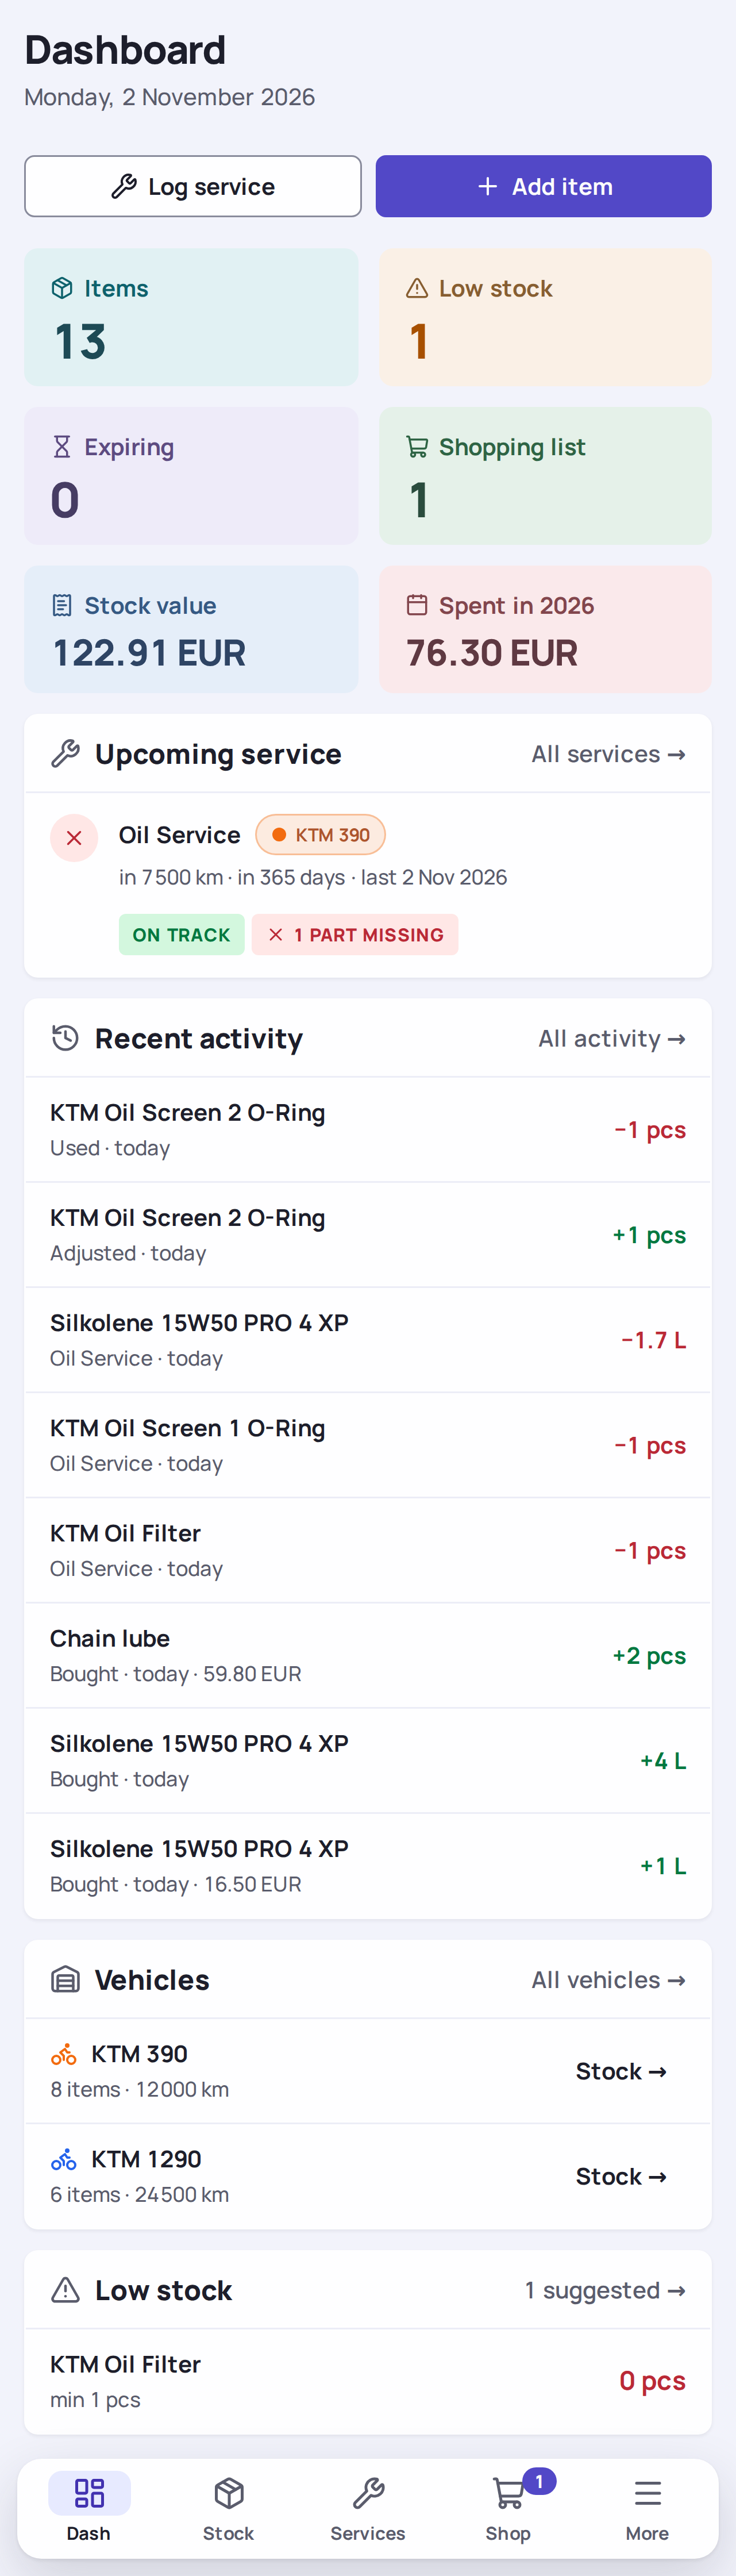 Dashboard
Monday, 2 November 2026
Log service
Add item
Items
13
Low stock
1
Expiring
0
Shopping list
1
Stock value
122.91 EUR
Spent in 2026
76.30 EUR
Upcoming service
All services →
Oil Service
KTM 390
in 7 500 km · in 365 days · last 2 Nov 2026
ON TRACK
1 PART MISSING
Recent activity
All activity →
KTM Oil Screen 2 O-Ring
Used · today
−1 pcs
KTM Oil Screen 2 O-Ring
Adjusted · today
+1 pcs
Silkolene 15W50 PRO 4 XP
Oil Service · today
−1.7 L
KTM Oil Screen 1 O-Ring
Oil Service · today
−1 pcs
KTM Oil Filter
Oil Service · today
−1 pcs
Chain lube
Bought · today · 59.80 EUR
+2 pcs
Silkolene 15W50 PRO 4 XP
Bought · today
+4 L
Silkolene 15W50 PRO 4 XP
Bought · today · 16.50 EUR
+1 L
Vehicles
All vehicles →
KTM 390
8 items · 12 000 km
Stock →
KTM 1290
6 items · 24 500 km
Stock →
Low stock
1 suggested →
KTM Oil Filter
min 1 pcs
0 pcs
1
Dash
Stock
Services
Shop
More